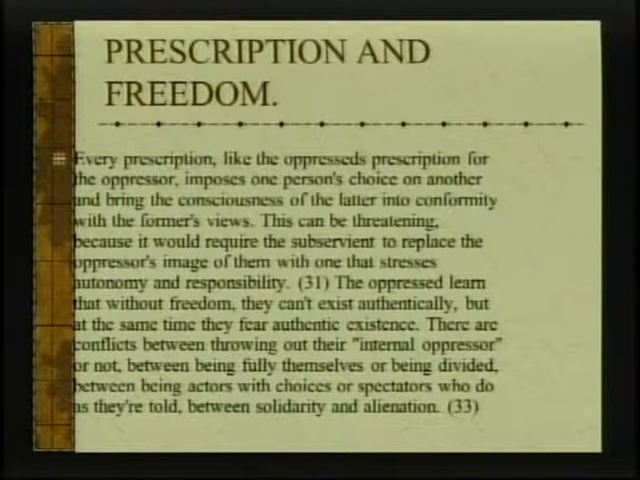 PRESCRIPTION AND
FREEDOM.
Every prescription, like the oppresseds prescription for
the oppressor, imposes one person's choice on another
and bring the consciousness of the latter into conformity
with the former's views. This can be threatening,
because it would require the subservient to replace the
oppressor's image of them with one that stresses
autonomy and responsibility. (31) The oppressed learn
that without freedom, they can't exist authentically, but
at the same time they fear authentic existence. There are
conflicts between throwing out their "internal oppressor"
or not, between being fully themselves or being divided,
between being actors with choices or spectators who do
as they're told, between solidarity and alienation. (33)